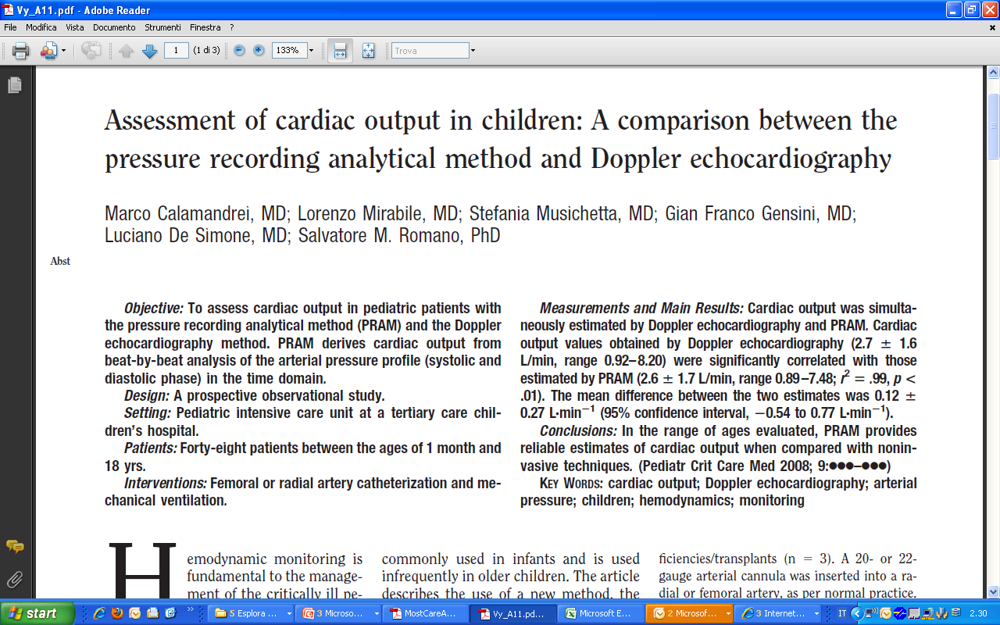 Vy_A11.pdf - Adobe Reader
File Modifica Vista Documento Strumenti Finestra ?
1 (1 di 3) 133% Trova
Assessment of cardiac output in children: A comparison between the
pressure recording analytical method and Doppler echocardiography
Marco Calamandrei, MD; Lorenzo Mirabile, MD; Stefania Musichetta, MD; Gian Franco Gensini, MD;
Luciano De Simone, MD; Salvatore M. Romano, PhD
Abst
Objective: To assess cardiac output in pediatric patients with
the pressure recording analytical method (PRAM) and the Doppler
echocardiography method. PRAM derives cardiac output from
beat-by-beat analysis of the arterial pressure profile (systolic and
diastolic phase) in the time domain.
Design: A prospective observational study.
Setting: Pediatric intensive care unit at a tertiary care chil-
dren's hospital.
Patients: Forty-eight patients between the ages of 1 month and
18 yrs.
Interventions: Femoral or radial artery catheterization and me-
chanical ventilation.
Measurements and Main Results: Cardiac output was simulta-
neously estimated by Doppler echocardiography and PRAM. Cardiac
output values obtained by Doppler echocardiography (2.7 ± 1.6
L/min, range 0.92–8.20) were significantly correlated with those
estimated by PRAM (2.6 ± 1.7 L/min, range 0.89–7.48; r² = .99, p <
.01). The mean difference between the two estimates was 0.12 ±
0.27 L·min⁻¹ (95% confidence interval, −0.54 to 0.77 L·min⁻¹).
Conclusions: In the range of ages evaluated, PRAM provides
reliable estimates of cardiac output when compared with nonin-
vasive techniques. (Pediatr Crit Care Med 2008; 9:●●●–●●●)
KEY WORDS: cardiac output; Doppler echocardiography; arterial
pressure; children; hemodynamics; monitoring
Hemodynamic monitoring is
fundamental to the manage-
ment of the critically ill pe-
commonly used in infants and is used
infrequently in older children. The article
describes the use of a new method, the
ficiencies/transplants (n = 3). A 20- or 22-
gauge arterial cannula was inserted into a ra-
dial or femoral artery, as per normal practice.
start 5 Esplora ... 3 Microso... MostCareA... Vy_A11.pd... Microsoft E... 2 Microsof... 3 Internet... IT 2.30